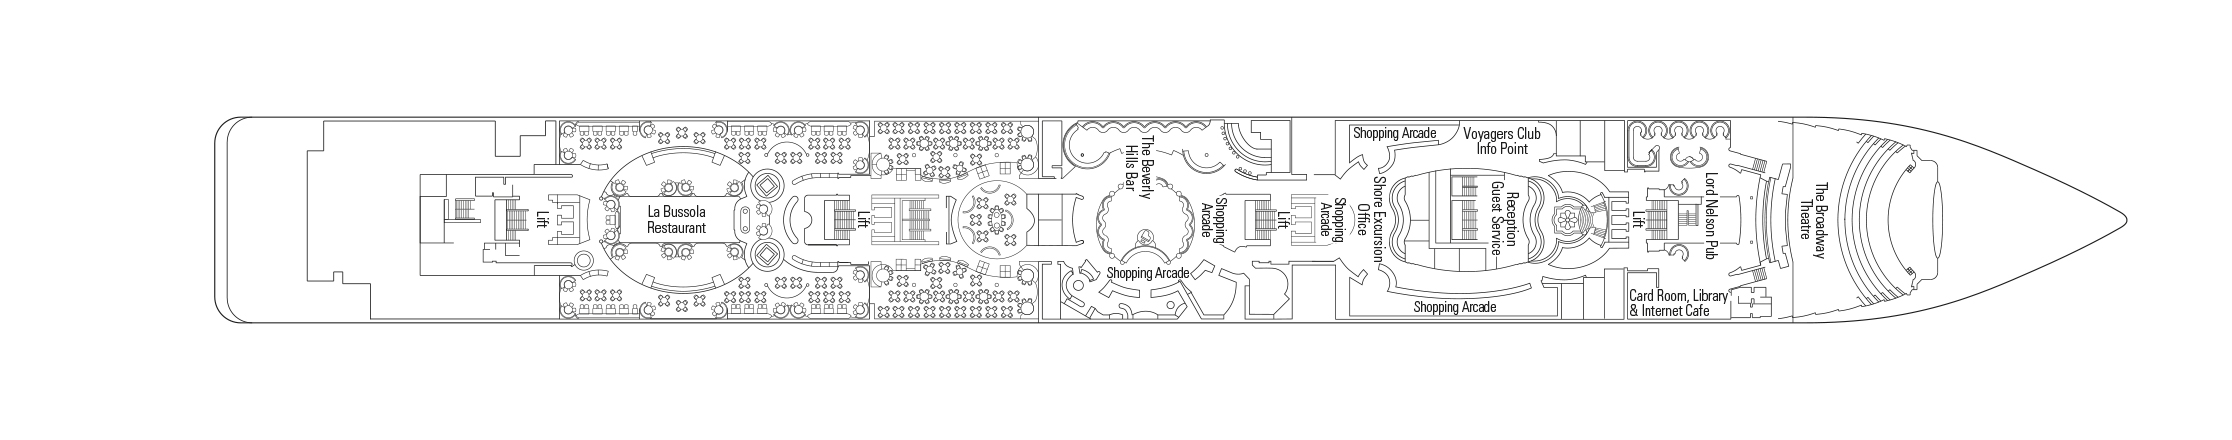 Lift
La Bussola
Restaurant
Lift
The Beverly
Hills Bar
Shopping Arcade
Shopping
Arcade
Lift
Shopping
Arcade
Shore Excursion
Office
Shopping Arcade
Voyagers Club
Info Point
Reception
Guest Service
Shopping Arcade
Lift
Lord Nelson Pub
Card Room, Library
& Internet Cafe
The Broadway
Theatre